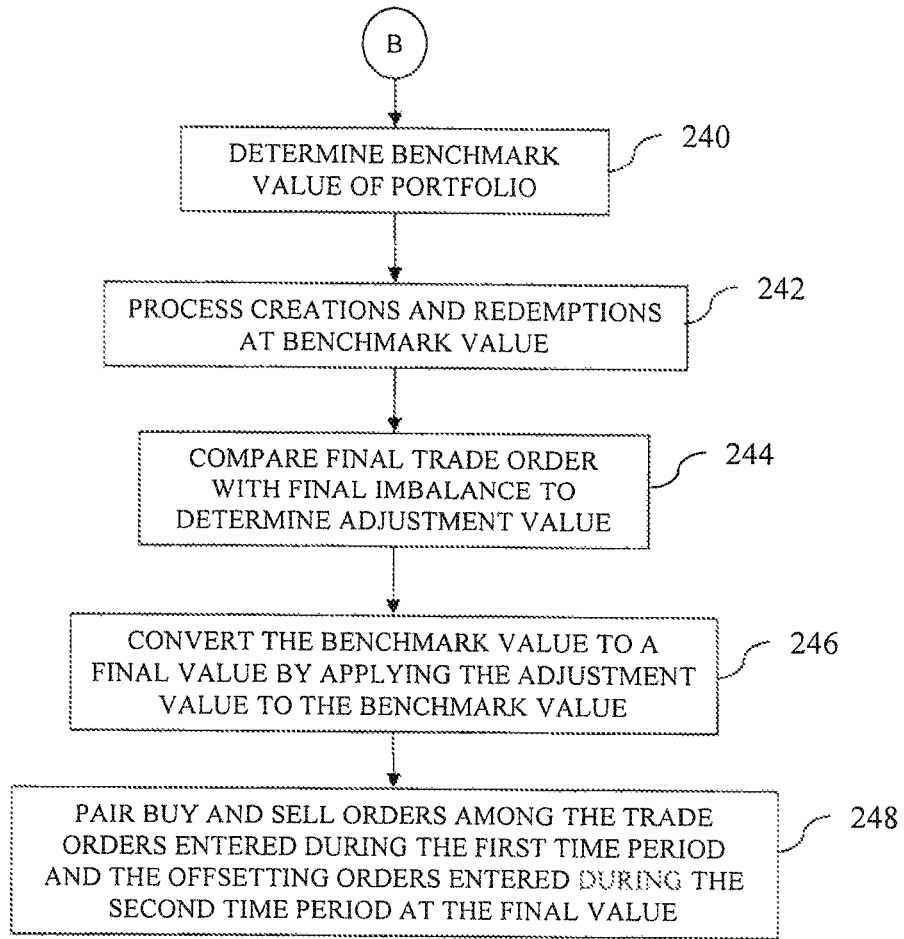 B
DETERMINE BENCHMARK
VALUE OF PORTFOLIO
240
PROCESS CREATIONS AND REDEMPTIONS
AT BENCHMARK VALUE
242
COMPARE FINAL TRADE ORDER
WITH FINAL IMBALANCE TO
DETERMINE ADJUSTMENT VALUE
244
CONVERT THE BENCHMARK VALUE TO A
FINAL VALUE BY APPLYING THE ADJUSTMENT
VALUE TO THE BENCHMARK VALUE
246
PAIR BUY AND SELL ORDERS AMONG THE TRADE
ORDERS ENTERED DURING THE FIRST TIME PERIOD
AND THE OFFSETTING ORDERS ENTERED DURING THE
SECOND TIME PERIOD AT THE FINAL VALUE
248